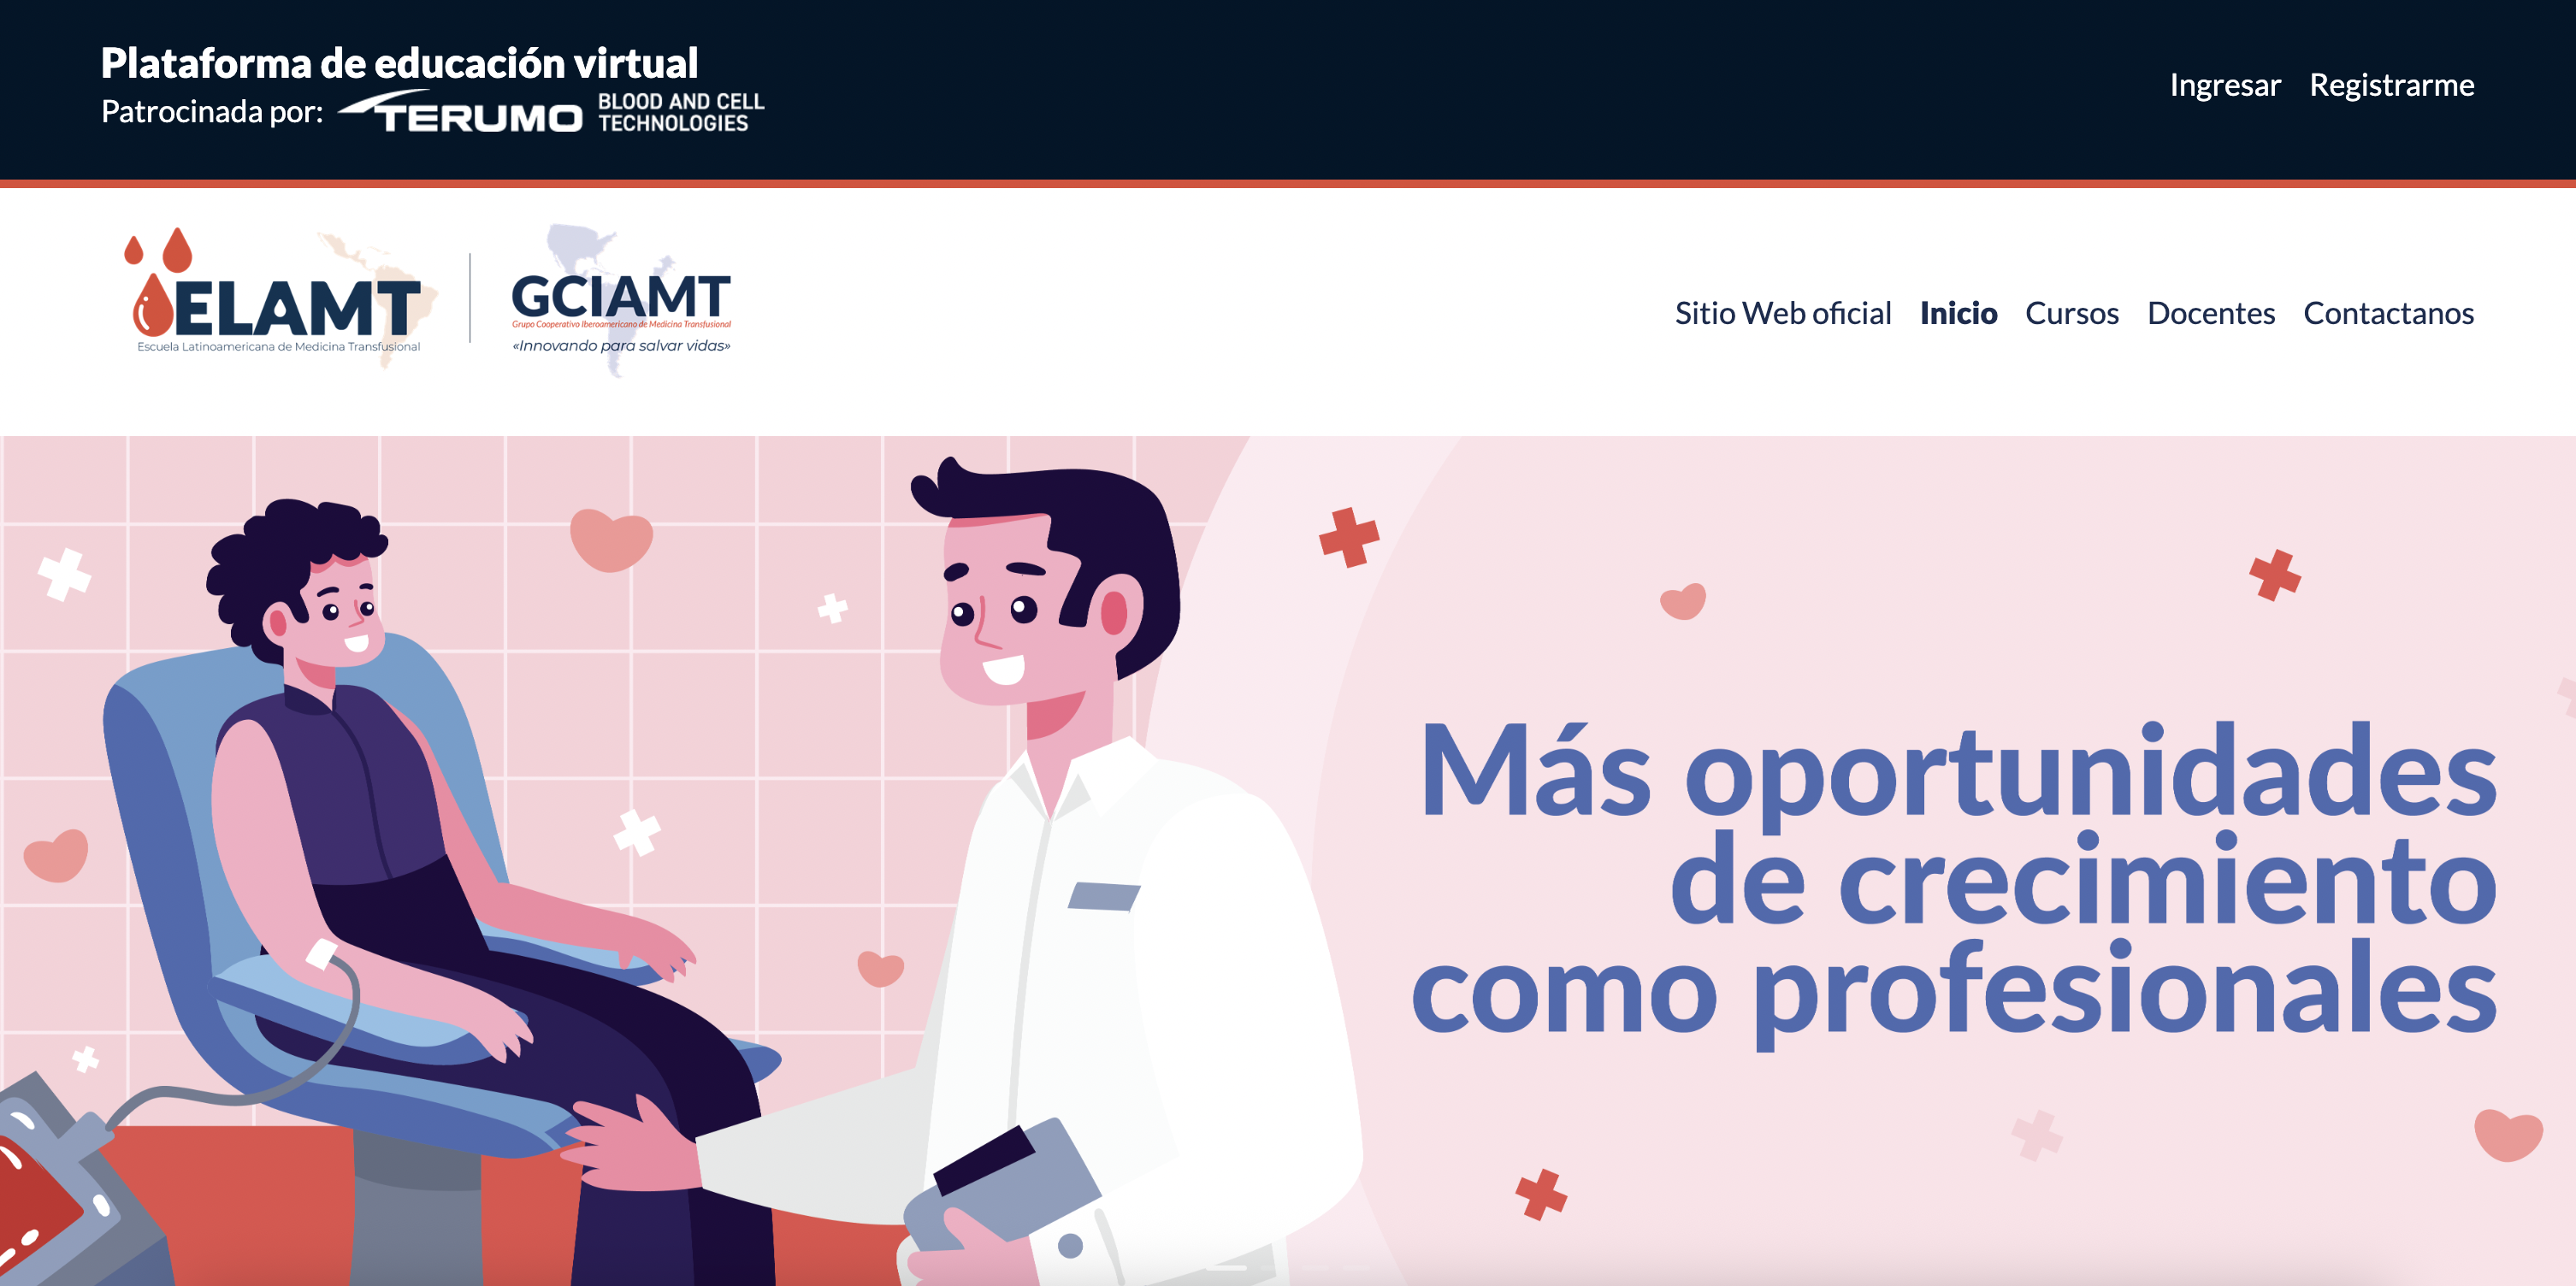 Plataforma de educación virtual
Patrocinada por: TERUMO BLOOD AND CELL TECHNOLOGIES
Ingresar Registrarme
ELAMT
Escuela Latinoamericana de Medicina Transfusional
GCIAMT
Grupo Cooperativo Iberoamericano de Medicina Transfusional
«Innovando para salvar vidas»
Sitio Web oficial Inicio Cursos Docentes Contactanos
Más oportunidades
de crecimiento
como profesionales